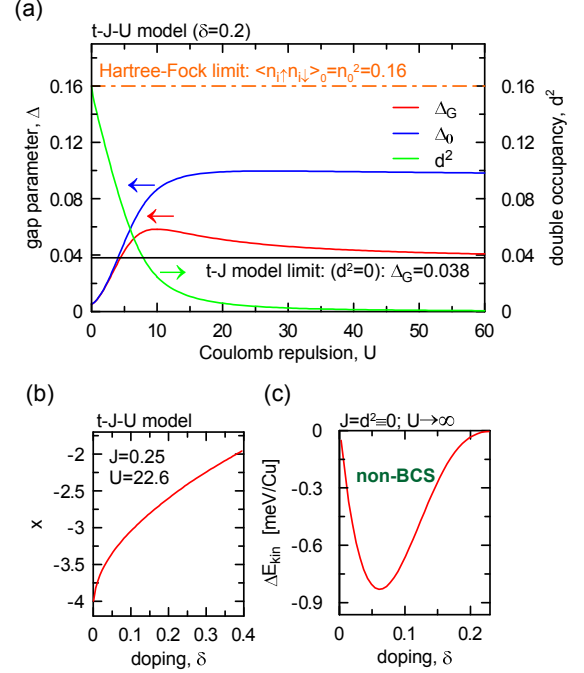 (a)
t-J-U model (δ=0.2)
Hartree-Fock limit: <n_{i↑}n_{i↓}>_0=n_0^2=0.16
0.16
0.12
0.08
0.04
0
gap parameter, Δ
Δ_G
Δ_0
d^2
t-J model limit: (d^2=0): Δ_G=0.038
0.16
0.12
0.08
0.04
0
double occupancy, d^2
0 10 20 30 40 50 60
Coulomb repulsion, U
(b)
t-J-U model
J=0.25
U=22.6
-2
-2.5
-3
-3.5
-4
x
0 0.1 0.2 0.3 0.4
doping, δ
(c)
J=d^2≡0; U→∞
non-BCS
0
-0.3
-0.6
-0.9
ΔE_{kin} [meV/Cu]
0 0.1 0.2
doping, δ